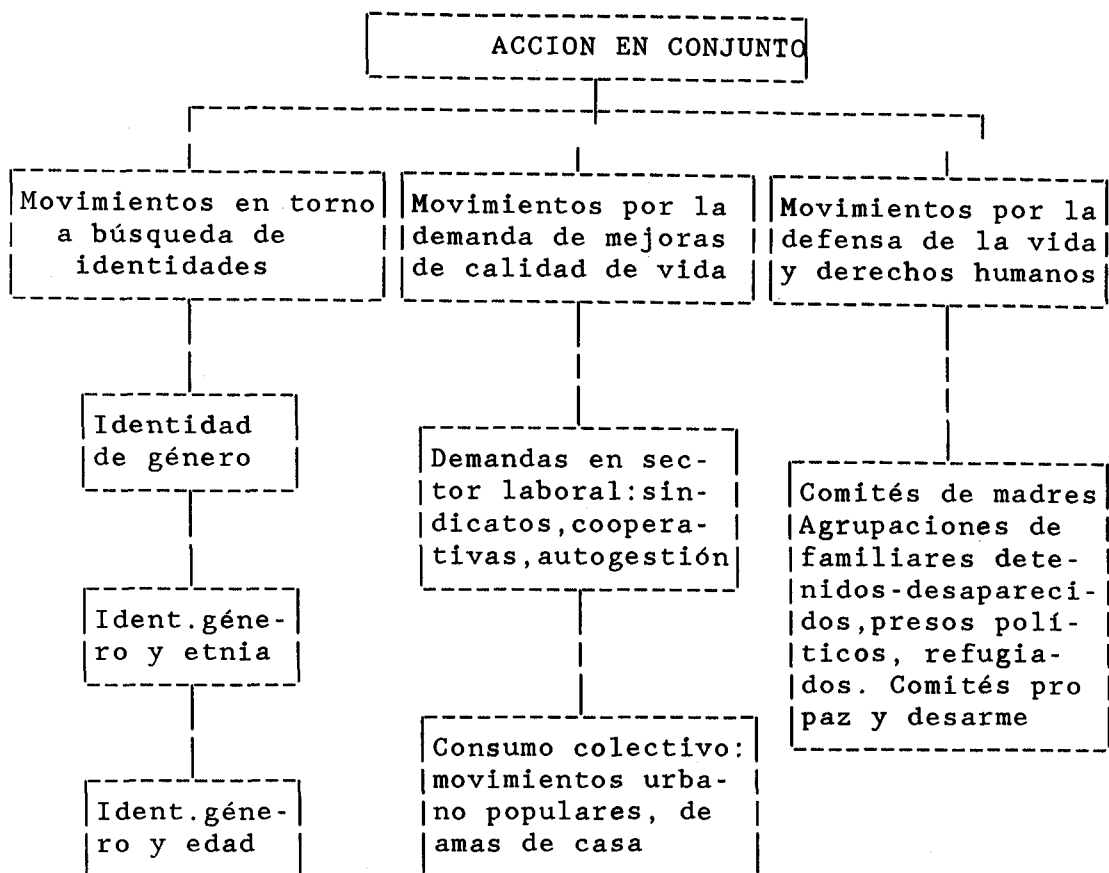 ACCION EN CONJUNTO
Movimientos en torno
a búsqueda de
identidades
Movimientos por la
demanda de mejoras
de calidad de vida
Movimientos por la
defensa de la vida
y derechos humanos
Identidad
de género
Ident.géne-
ro y etnia
Ident.géne-
ro y edad
Demandas en sec-
tor laboral:sin-
dicatos,coopera-
tivas,autogestión
Consumo colectivo:
movimientos urba-
no populares, de
amas de casa
Comités de madres
Agrupaciones de
familiares dete-
nidos-desapareci-
dos,presos polí-
ticos, refugia-
dos. Comités pro
paz y desarme